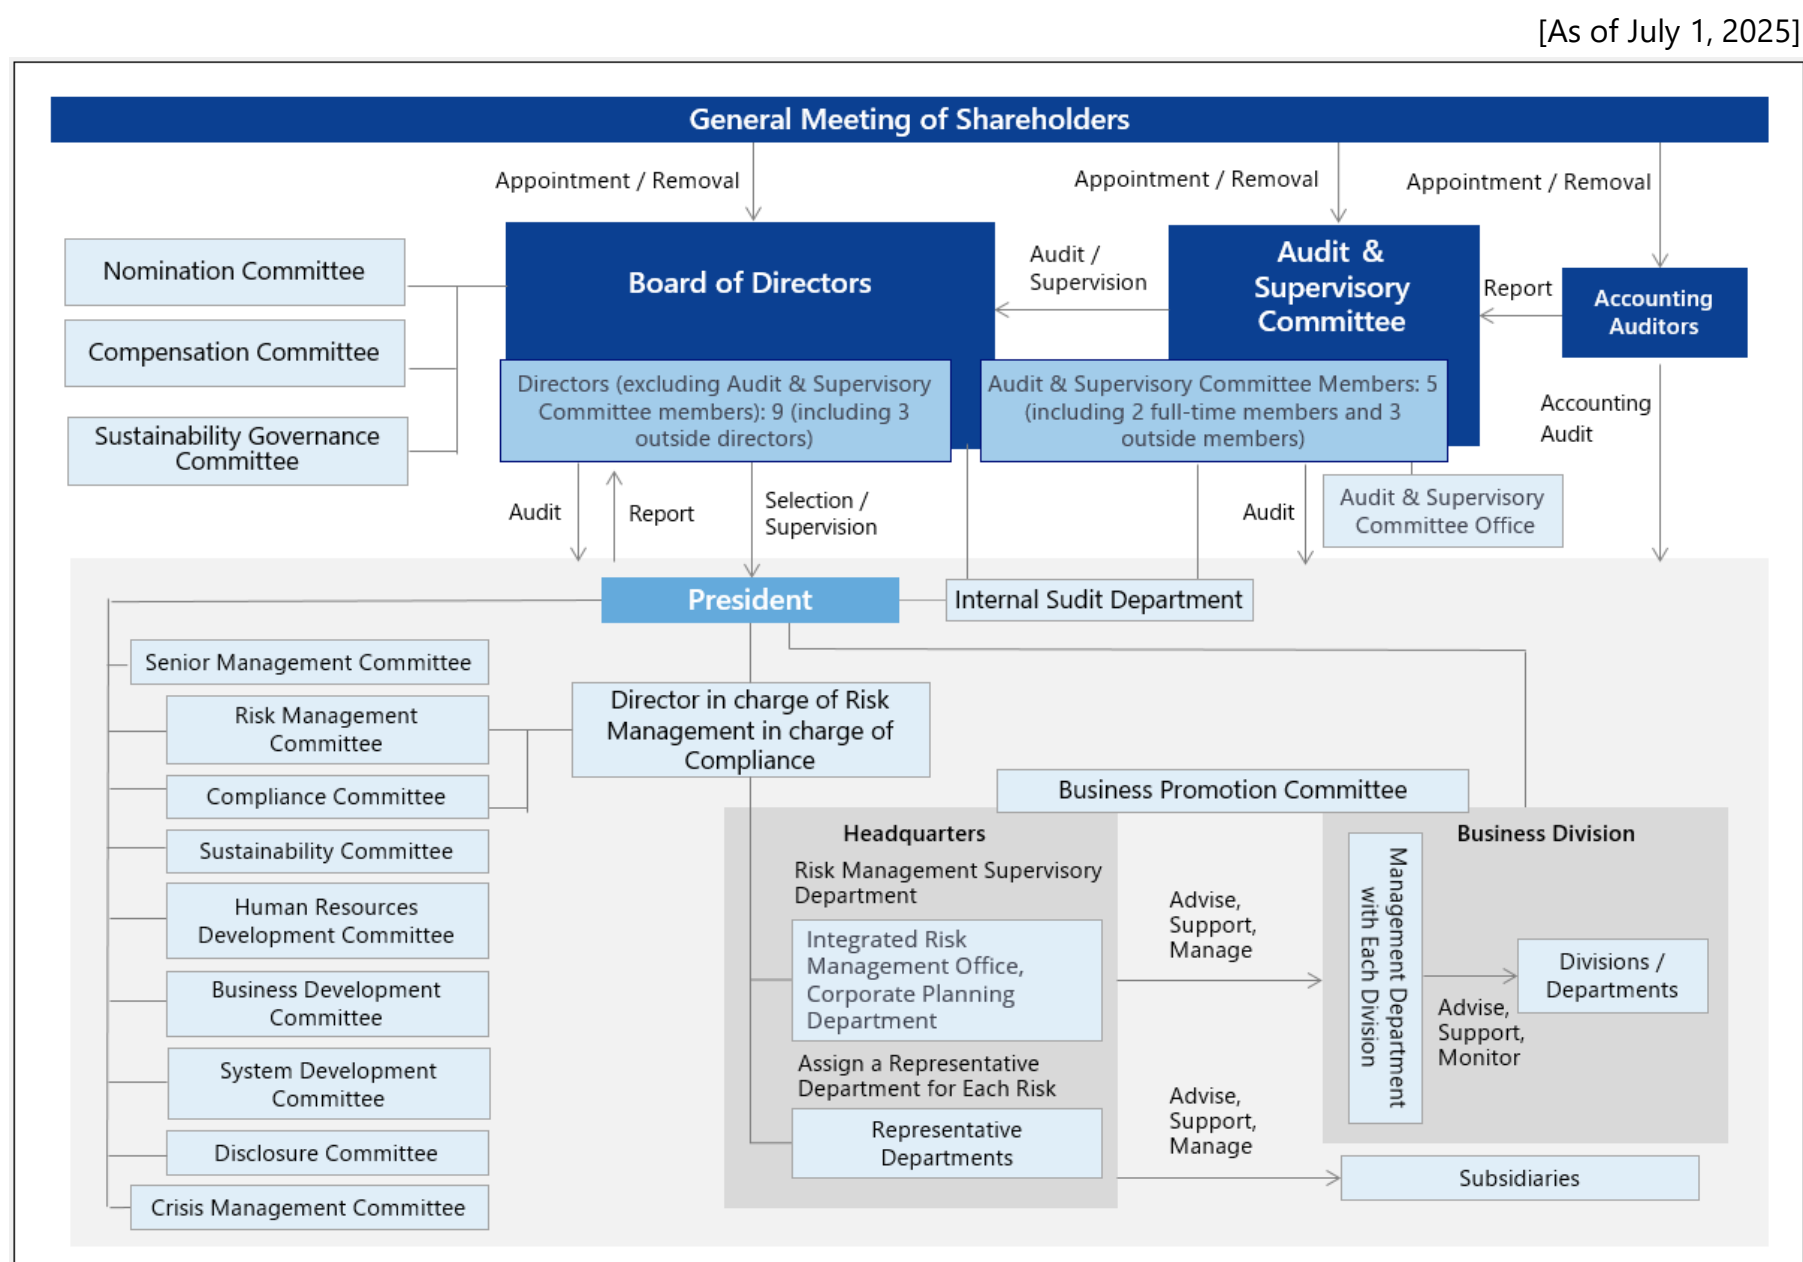 [As of July 1, 2025]
General Meeting of Shareholders
Appointment / Removal
Appointment / Removal
Appointment / Removal
Nomination Committee
Compensation Committee
Sustainability Governance
Committee
Board of Directors
Audit /
Supervision
Audit &
Supervisory
Committee
Report
Accounting
Auditors
Directors (excluding Audit & Supervisory
Committee members): 9 (including 3
outside directors)
Audit & Supervisory Committee Members: 5
(including 2 full-time members and 3
outside members)
Accounting
Audit
Audit
Report
Selection /
Supervision
Audit
Audit & Supervisory
Committee Office
President
Internal Sudit Department
Senior Management Committee
Risk Management
Committee
Compliance Committee
Sustainability Committee
Human Resources
Development Committee
Business Development
Committee
System Development
Committee
Disclosure Committee
Crisis Management Committee
Director in charge of Risk
Management in charge of
Compliance
Business Promotion Committee
Headquarters
Risk Management Supervisory
Department
Integrated Risk
Management Office,
Corporate Planning
Department
Assign a Representative
Department for Each Risk
Representative
Departments
Advise,
Support,
Manage
Advise,
Support,
Manage
Business Division
Management Department
with Each Division
Advise,
Support,
Monitor
Divisions /
Departments
Subsidiaries